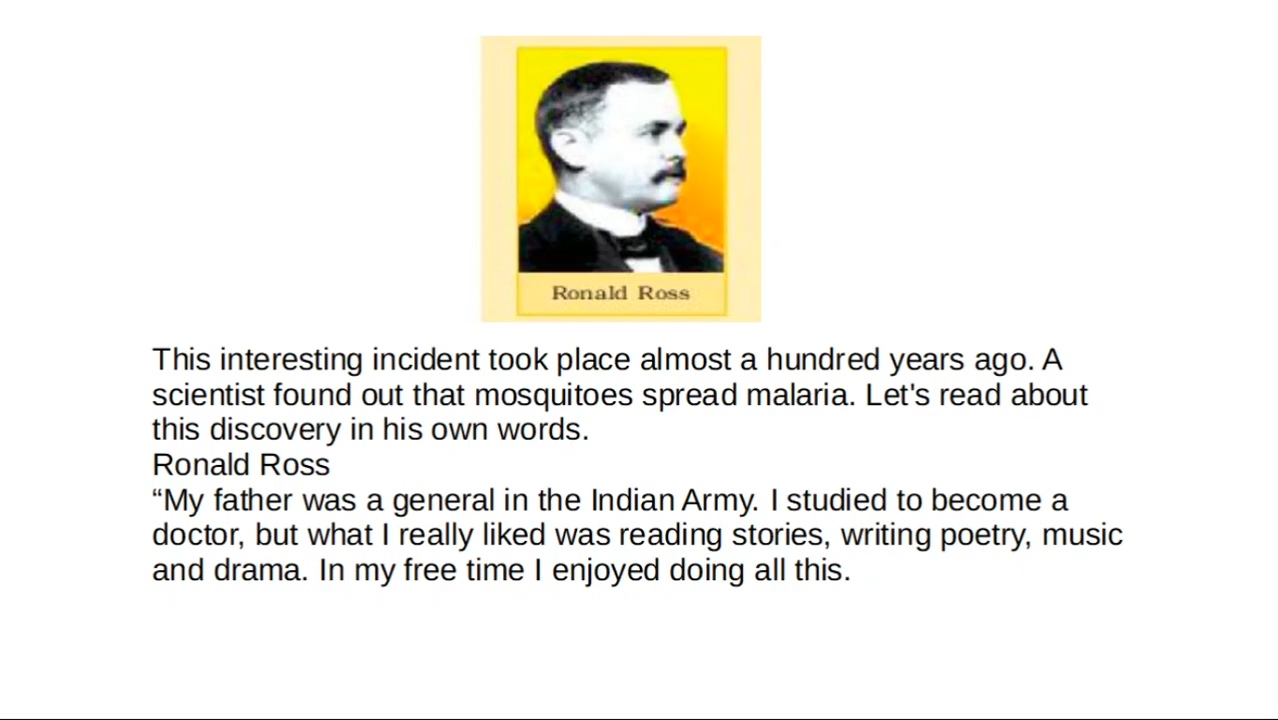 Ronald Ross
This interesting incident took place almost a hundred years ago. A
scientist found out that mosquitoes spread malaria. Let's read about
this discovery in his own words.
Ronald Ross
“My father was a general in the Indian Army. I studied to become a
doctor, but what I really liked was reading stories, writing poetry, music
and drama. In my free time I enjoyed doing all this.